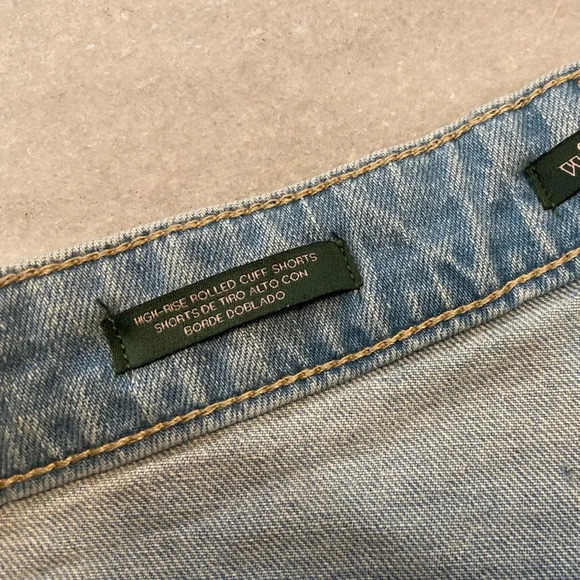 HIGH-RISE ROLLED CUFF SHORTS
SHORTS DE TIRO ALTO CON
BORDE DOBLADO